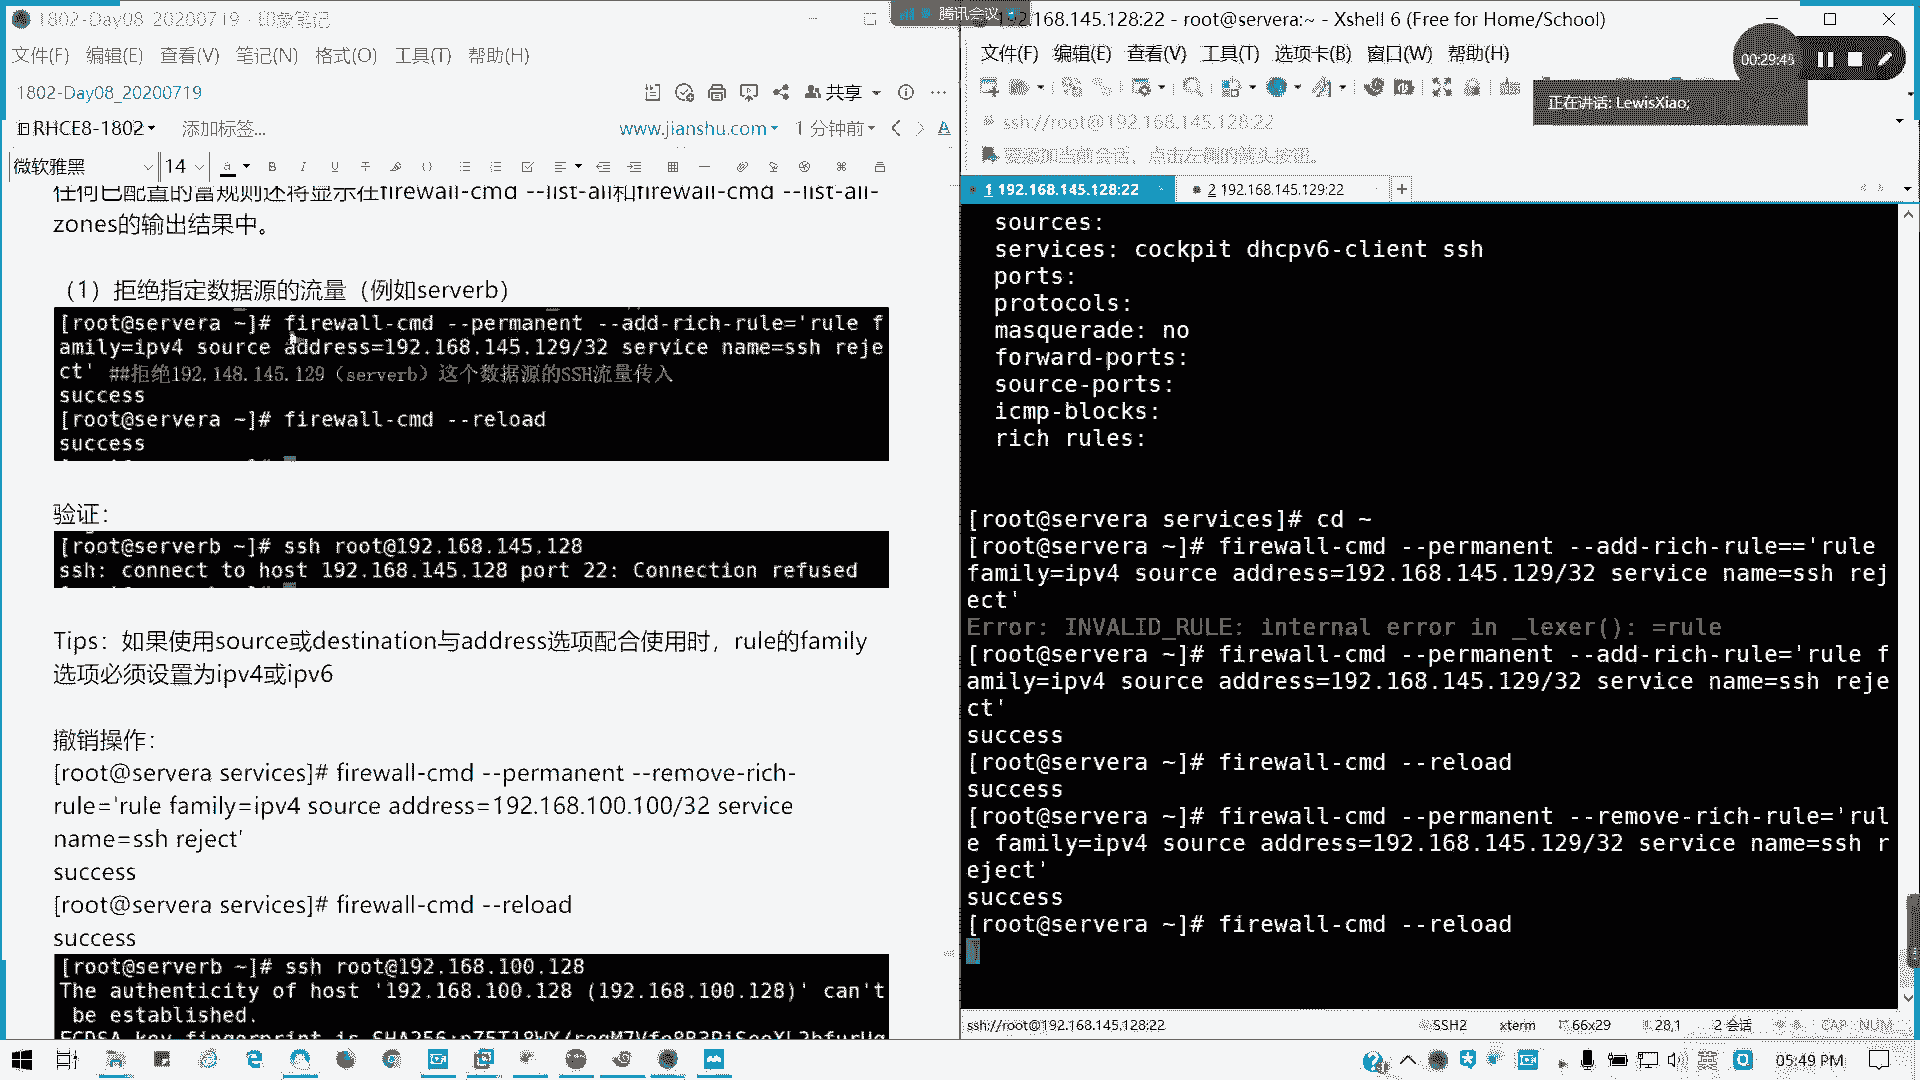 1802-Day08_20200719 - 印象笔记
文件(F) 编辑(E) 查看(V) 笔记(N) 格式(O) 工具(T) 帮助(H)
1802-Day08_20200719
共享
RHCE8-1802
添加标签...
www.jianshu.com
1 分钟前
微软雅黑
14
任何已配置的富规则还将显示在firewall-cmd --list-all和firewall-cmd --list-all-
zones的输出结果中。
（1）拒绝指定数据源的流量（例如serverb）
[root@servera ~]# firewall-cmd --permanent --add-rich-rule='rule f
amily=ipv4 source address=192.168.145.129/32 service name=ssh reje
ct' ##拒绝192.148.145.129（serverb）这个数据源的SSH流量传入
success
[root@servera ~]# firewall-cmd --reload
success
验证：
[root@serverb ~]# ssh root@192.168.145.128
ssh: connect to host 192.168.145.128 port 22: Connection refused
Tips：如果使用source或destination与address选项配合使用时，rule的family
选项必须设置为ipv4或ipv6
撤销操作：
[root@servera services]# firewall-cmd --permanent --remove-rich-
rule='rule family=ipv4 source address=192.168.100.100/32 service
name=ssh reject'
success
[root@servera services]# firewall-cmd --reload
success
[root@serverb ~]# ssh root@192.168.100.128
The authenticity of host '192.168.100.128 (192.168.100.128)' can't
be established.
腾讯会议
192.168.145.128:22 - root@servera:~ - Xshell 6 (Free for Home/School)
文件(F) 编辑(E) 查看(V) 工具(T) 选项卡(B) 窗口(W) 帮助(H)
00:29:45
正在讲话: LewisXiao;
ssh://root@192.168.145.128:22
要添加当前会话，点击左侧的箭头按钮。
1 192.168.145.128:22
2 192.168.145.129:22
sources:
services: cockpit dhcpv6-client ssh
ports:
protocols:
masquerade: no
forward-ports:
source-ports:
icmp-blocks:
rich rules:
[root@servera services]# cd ~
[root@servera ~]# firewall-cmd --permanent --add-rich-rule=='rule
family=ipv4 source address=192.168.145.129/32 service name=ssh rej
ect'
Error: INVALID_RULE: internal error in _lexer(): =rule
[root@servera ~]# firewall-cmd --permanent --add-rich-rule='rule f
amily=ipv4 source address=192.168.145.129/32 service name=ssh reje
ct'
success
[root@servera ~]# firewall-cmd --reload
success
[root@servera ~]# firewall-cmd --permanent --remove-rich-rule='rul
e family=ipv4 source address=192.168.145.129/32 service name=ssh r
eject'
success
[root@servera ~]# firewall-cmd --reload
ssh://root@192.168.145.128:22
SSH2 xterm 66x29 28,1 2 会话 CAP NUM
05:49 PM